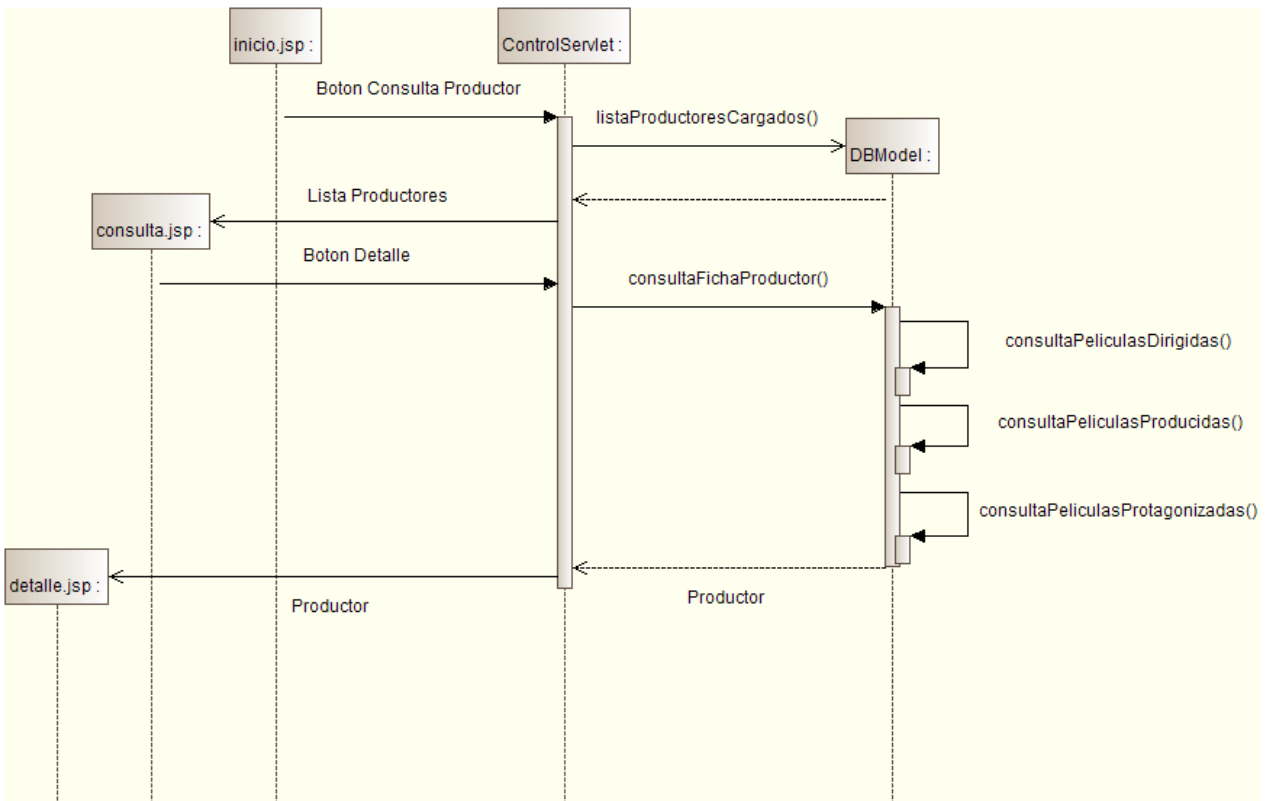 inicio.jsp :
ControlServlet :
Boton Consulta Productor
listaProductoresCargados()
DBModel :
Lista Productores
consulta.jsp :
Boton Detalle
consultaFichaProductor()
consultaPeliculasDirigidas()
consultaPeliculasProducidas()
consultaPeliculasProtagonizadas()
detalle.jsp :
Productor
Productor